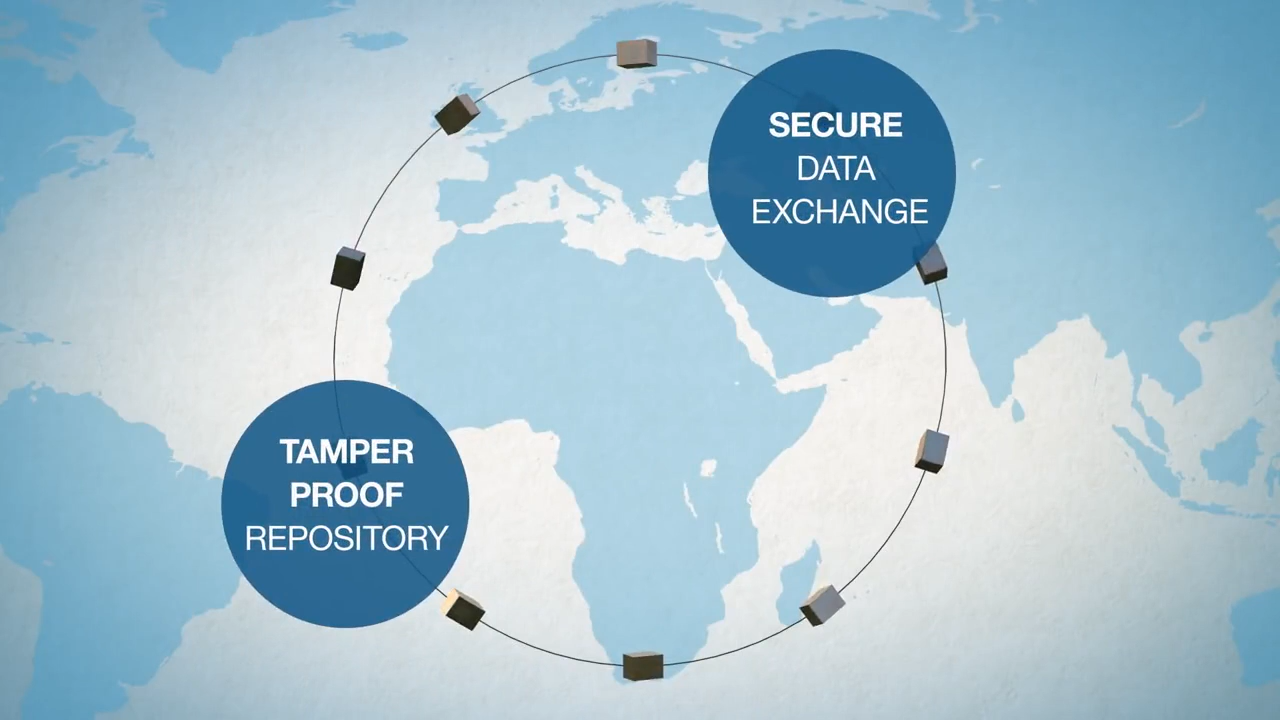 SECURE
DATA
EXCHANGE
TAMPER
PROOF
REPOSITORY